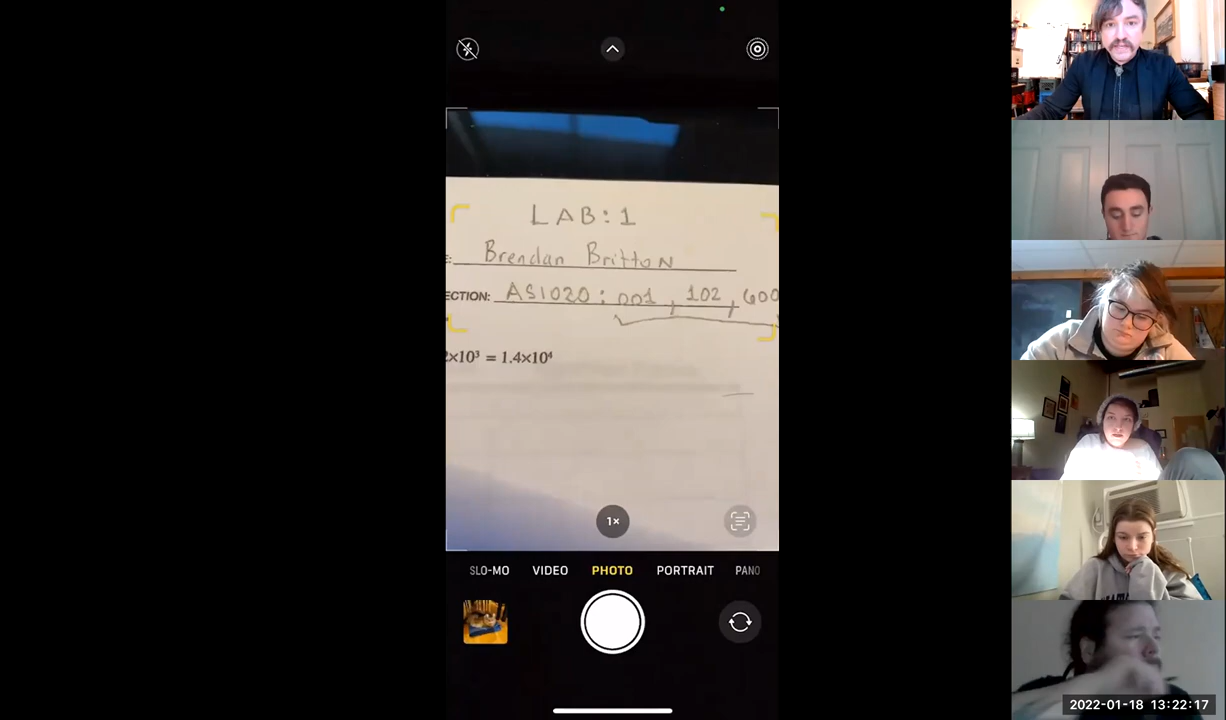 LAB: 1
Brendan Britton
ECTION: AS1020 : 001, 102, 600
×10³ = 1.4×10⁴
1×
SLO-MO VIDEO PHOTO PORTRAIT PANO
2022-01-18 13:22:17